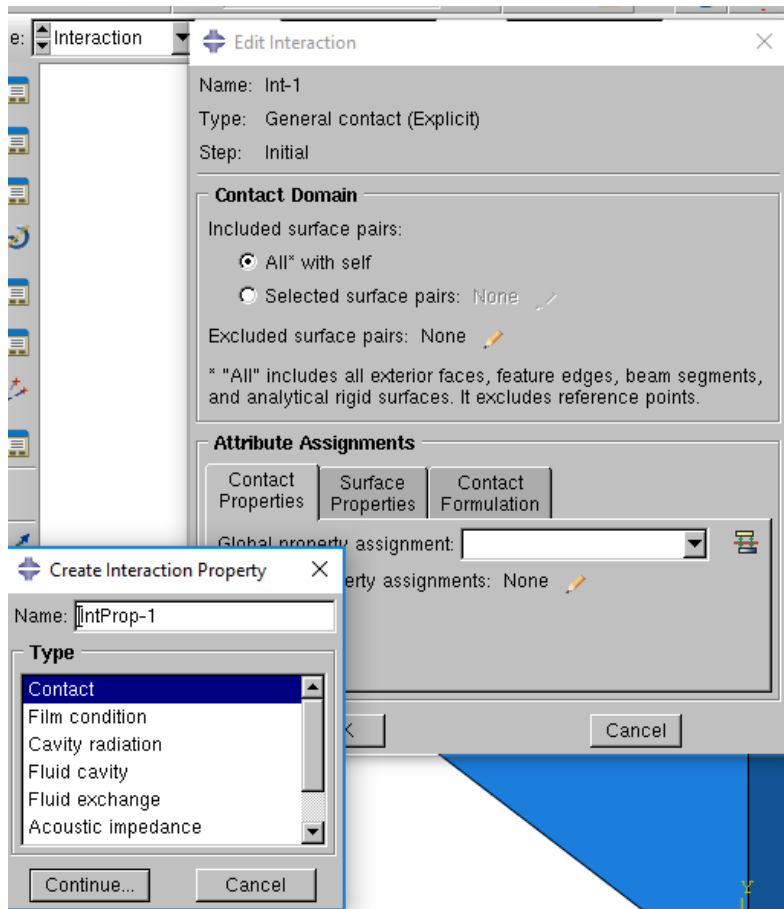 e: Interaction
Edit Interaction
Name: Int-1
Type: General contact (Explicit)
Step: Initial
Contact Domain
Included surface pairs:
All* with self
Selected surface pairs: None
Excluded surface pairs: None
* "All" includes all exterior faces, feature edges, beam segments,
and analytical rigid surfaces. It excludes reference points.
Attribute Assignments
Contact Properties
Surface Properties
Contact Formulation
Global property assignment:
erty assignments: None
Cancel
Create Interaction Property
Name: IntProp-1
Type
Contact
Film condition
Cavity radiation
Fluid cavity
Fluid exchange
Acoustic impedance
Continue...
Cancel
Y